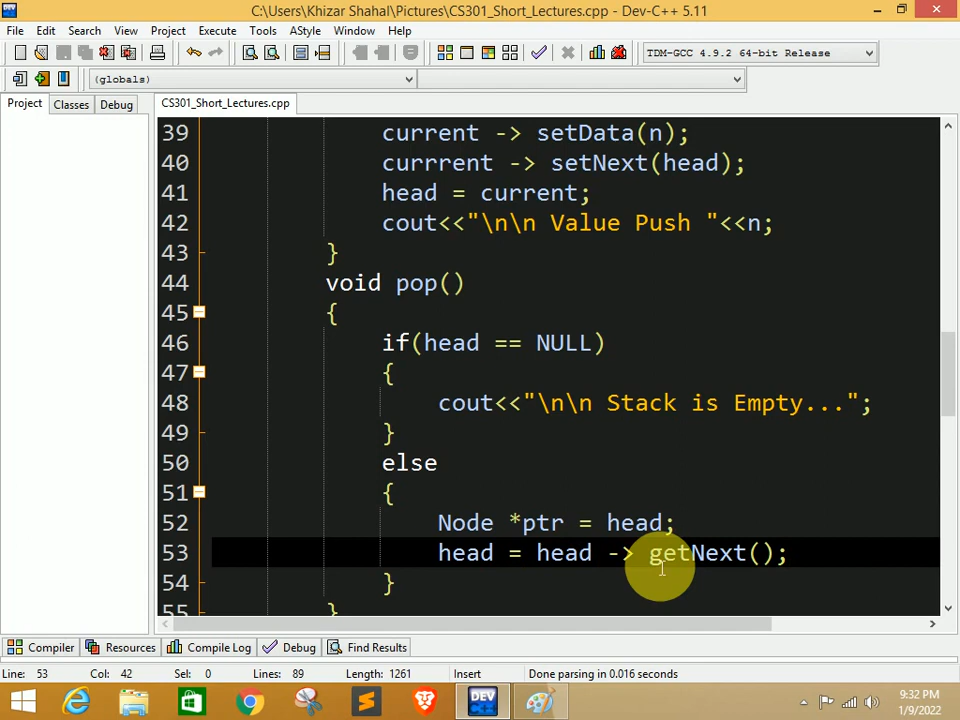 C:\Users\Khizar Shahal\Pictures\CS301_Short_Lectures.cpp - Dev-C++ 5.11
File Edit Search View Project Execute Tools AStyle Window Help
TDM-GCC 4.9.2 64-bit Release
(globals)
Project Classes Debug CS301_Short_Lectures.cpp
39 current -> setData(n);
40 currrent -> setNext(head);
41 head = current;
42 cout<<"\n\n Value Push "<<n;
43 }
44 void pop()
45 {
46 if(head == NULL)
47 {
48 cout<<"\n\n Stack is Empty...";
49 }
50 else
51 {
52 Node *ptr = head;
53 head = head -> getNext();
54 }
55 }
Compiler Resources Compile Log Debug Find Results
Line: 53 Col: 42 Sel: 0 Lines: 89 Length: 1261 Insert Done parsing in 0.016 seconds
DEV
9:32 PM
1/9/2022